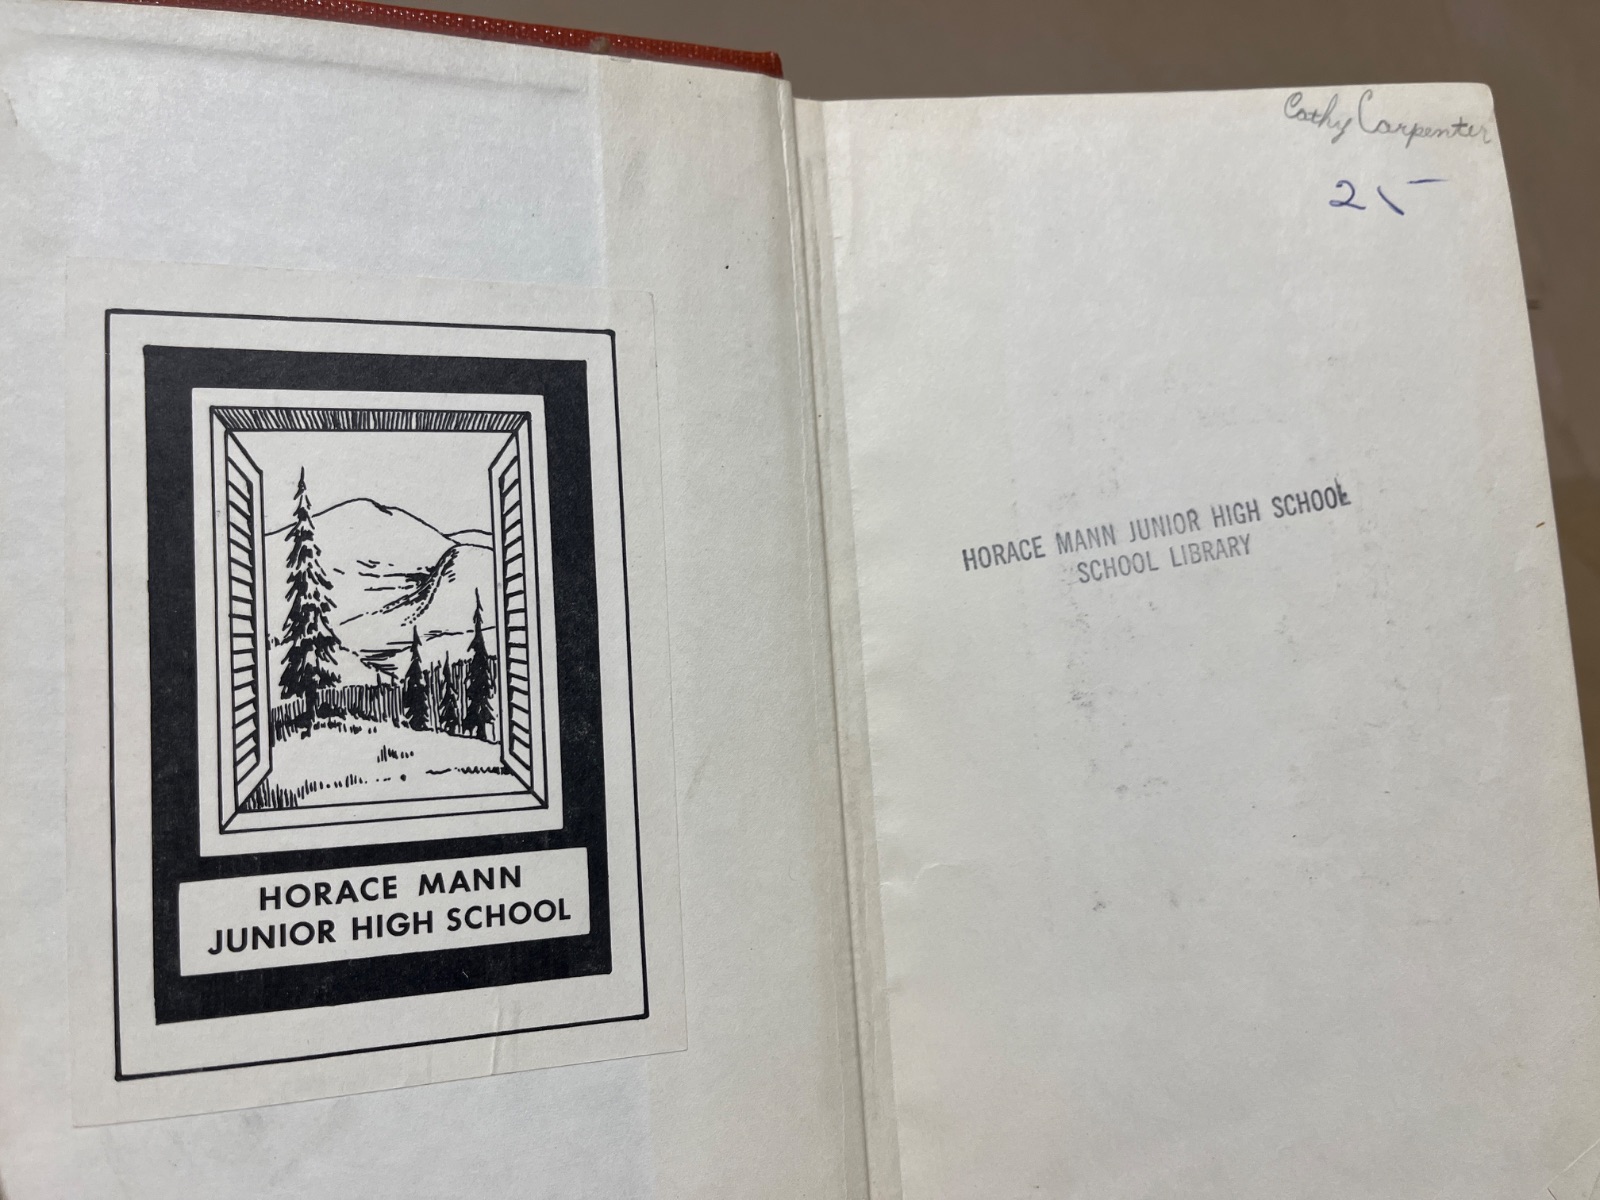 HORACE MANN
JUNIOR HIGH SCHOOL
Cathy Carpenter
25
HORACE MANN JUNIOR HIGH SCHOOL
SCHOOL LIBRARY